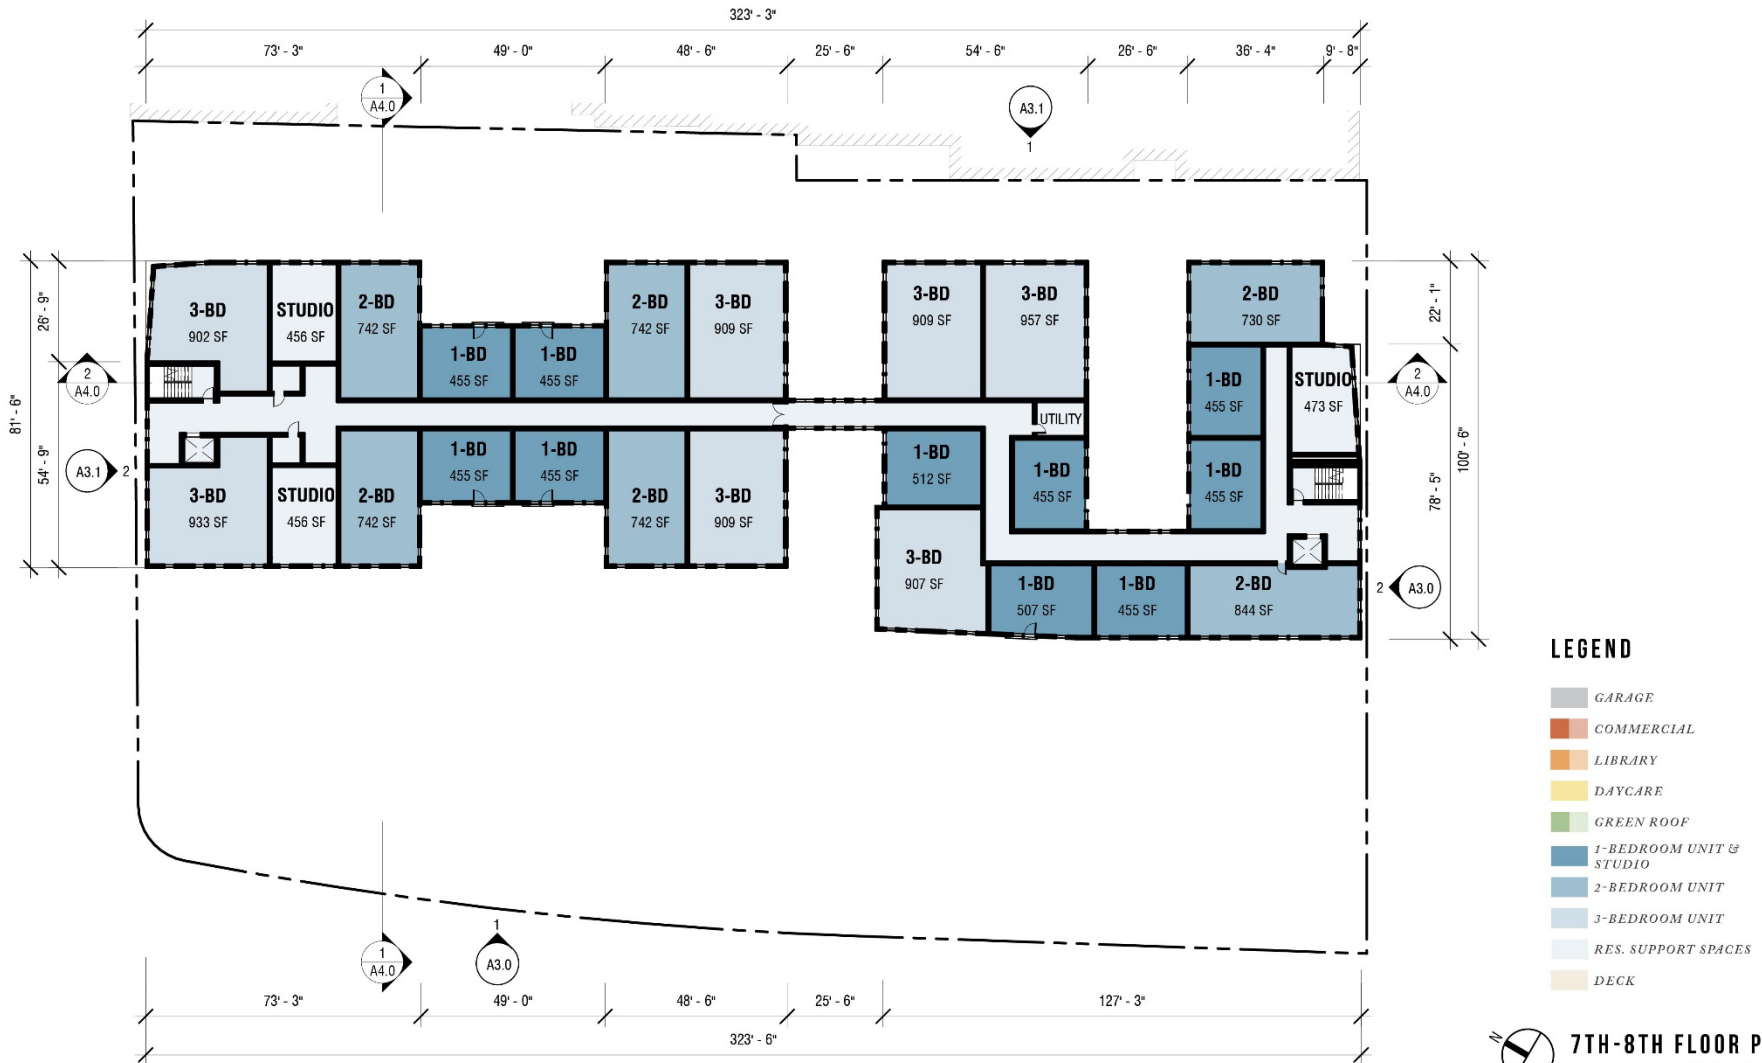 323' - 3"
73' - 3"
49' - 0"
48' - 6"
25' - 6"
54' - 6"
26' - 6"
36' - 4"
9' - 8"
1
A4.0
A3.1
1
81' - 6"
26' - 9"
54' - 9"
2
A4.0
A3.1
2
3-BD
902 SF
STUDIO
456 SF
2-BD
742 SF
1-BD
455 SF
1-BD
455 SF
2-BD
742 SF
3-BD
909 SF
3-BD
909 SF
3-BD
957 SF
2-BD
730 SF
1-BD
455 SF
STUDIO
473 SF
UTILITY
3-BD
933 SF
STUDIO
456 SF
2-BD
742 SF
1-BD
455 SF
1-BD
455 SF
2-BD
742 SF
3-BD
909 SF
1-BD
512 SF
1-BD
455 SF
1-BD
455 SF
3-BD
907 SF
1-BD
507 SF
1-BD
455 SF
2-BD
844 SF
22' - 1"
78' - 5"
100' - 6"
2
A4.0
2
A3.0
1
A4.0
1
A3.0
73' - 3"
49' - 0"
48' - 6"
25' - 6"
127' - 3"
323' - 6"
LEGEND
GARAGE
COMMERCIAL
LIBRARY
DAYCARE
GREEN ROOF
1-BEDROOM UNIT &
STUDIO
2-BEDROOM UNIT
3-BEDROOM UNIT
RES. SUPPORT SPACES
DECK
N
7TH-8TH FLOOR P